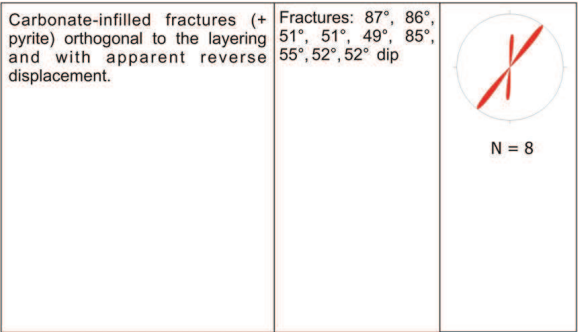 Carbonate-infilled fractures (+
pyrite) orthogonal to the layering
and with apparent reverse
displacement.
Fractures: 87°, 86°,
51°, 51°, 49°, 85°,
55°, 52°, 52° dip
N = 8